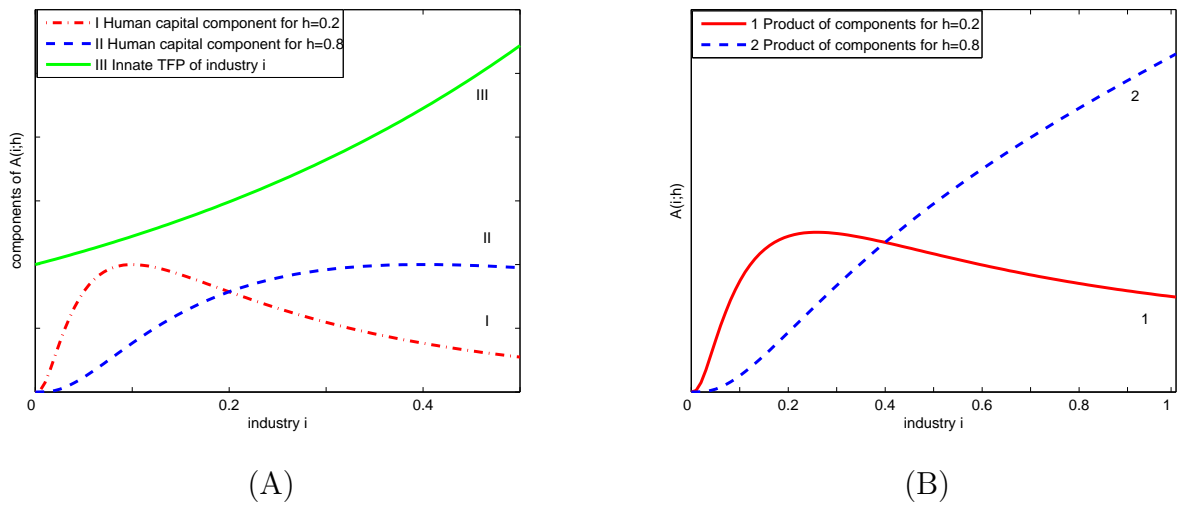 I Human capital component for h=0.2
II Human capital component for h=0.8
III Innate TFP of industry i
components of A(i:h)
III
II
I
0
0.2
0.4
industry i
(A)
1 Product of components for h=0.2
2 Product of components for h=0.8
A(i:h)
2
1
0
0.2
0.4
0.6
0.8
1
industry i
(B)